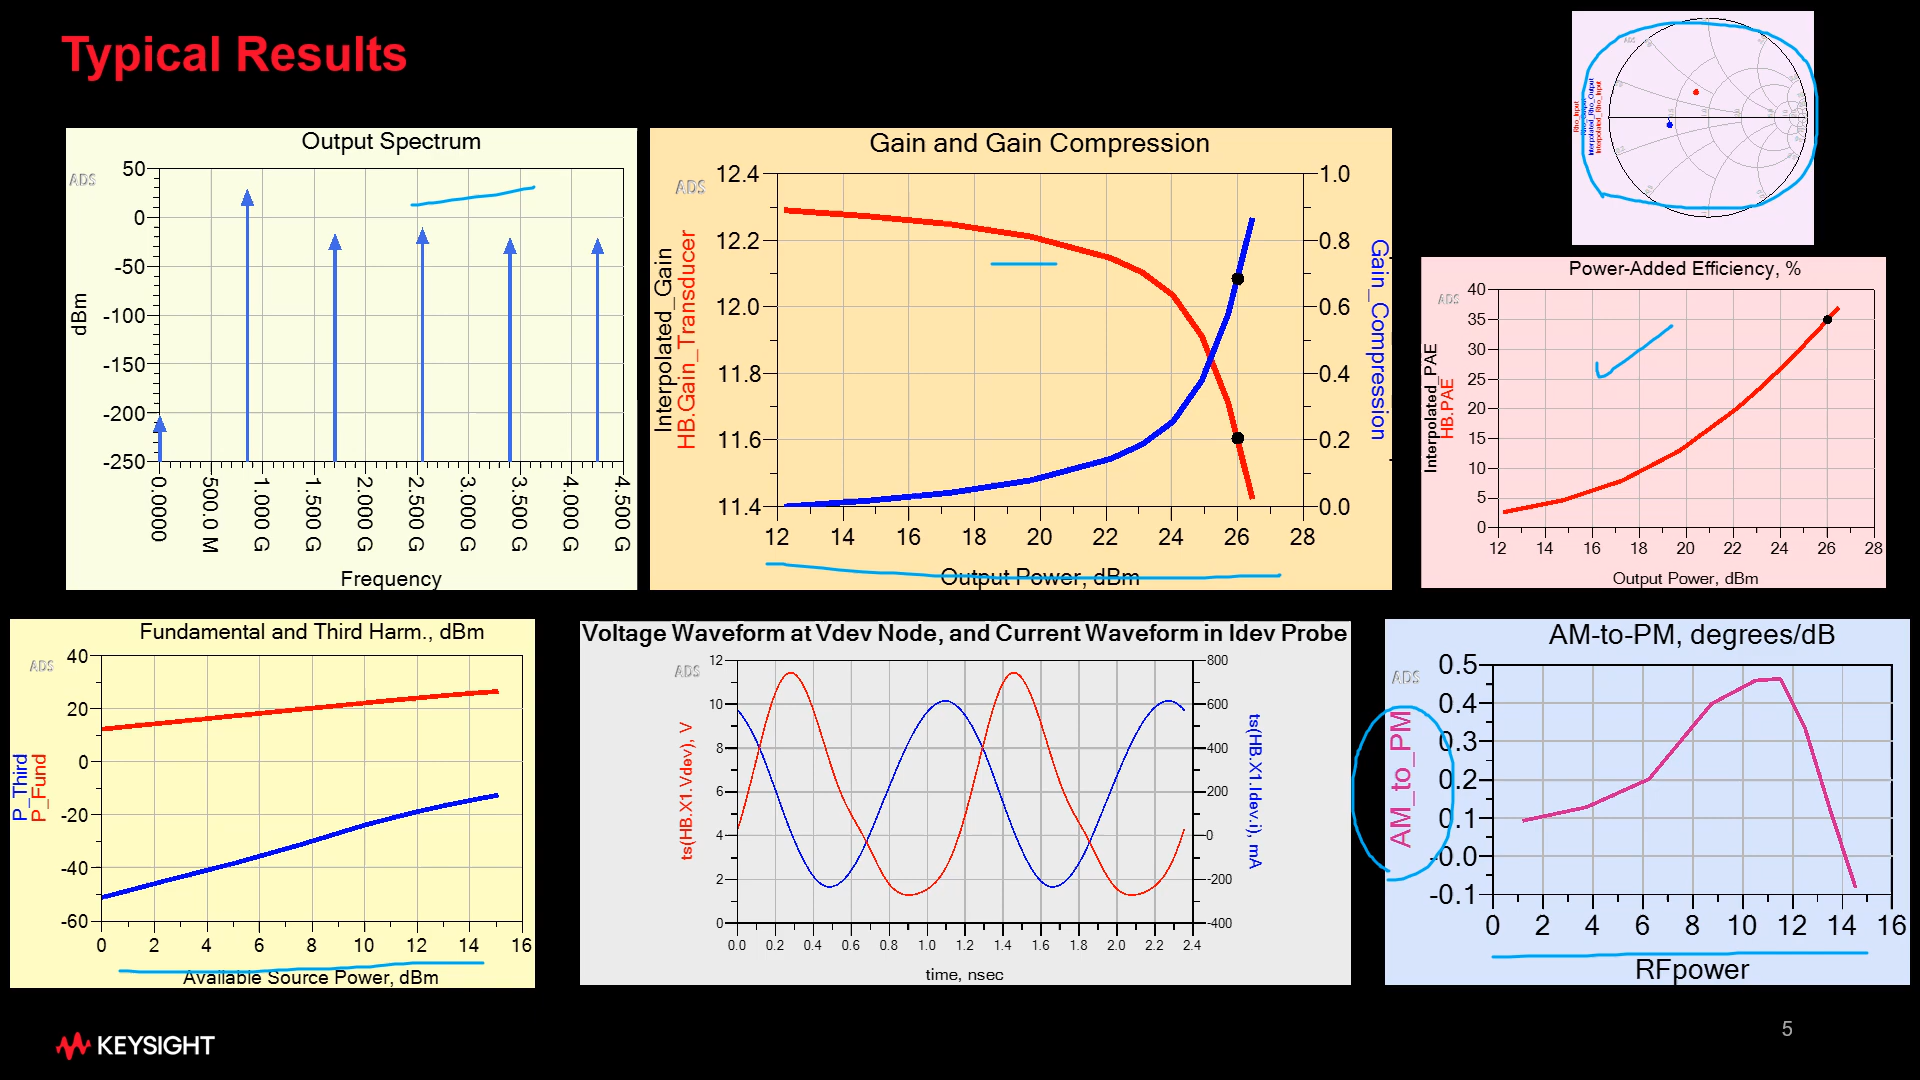 Typical Results
Output Spectrum
ADS
50
0
-50
-100
-150
-200
-250
dBm
0.0000
500.0 M
1.000 G
1.500 G
2.000 G
2.500 G
3.000 G
3.500 G
4.000 G
4.500 G
Frequency
Gain and Gain Compression
ADS
12.4
12.2
12.0
11.8
11.6
11.4
Interpolated_Gain
HB.Gain_Transducer
1.0
0.8
0.6
0.4
0.2
0.0
Gain_Compression
12 14 16 18 20 22 24 26 28
Output Power, dBm
ADS
Rho_Input
Interpolated_Rho_Output
Interpolated_Rho_Input
Power-Added Efficiency, %
ADS
40
35
30
25
20
15
10
5
0
Interpolated_PAE
HB.PAE
12 14 16 18 20 22 24 26 28
Output Power, dBm
Fundamental and Third Harm., dBm
ADS
40
20
0
-20
-40
-60
P_Third
P_Fund
0 2 4 6 8 10 12 14 16
Available Source Power, dBm
Voltage Waveform at Vdev Node, and Current Waveform in Idev Probe
ADS
12
10
8
6
4
2
0
ts(HB.X1.Vdev), V
800
600
400
200
0
-200
-400
ts(HB.X1.Idev.i), mA
0.0 0.2 0.4 0.6 0.8 1.0 1.2 1.4 1.6 1.8 2.0 2.2 2.4
time, nsec
AM-to-PM, degrees/dB
ADS
0.5
0.4
0.3
0.2
0.1
-0.0
-0.1
AM_to_PM
0 2 4 6 8 10 12 14 16
RFpower
KEYSIGHT
5